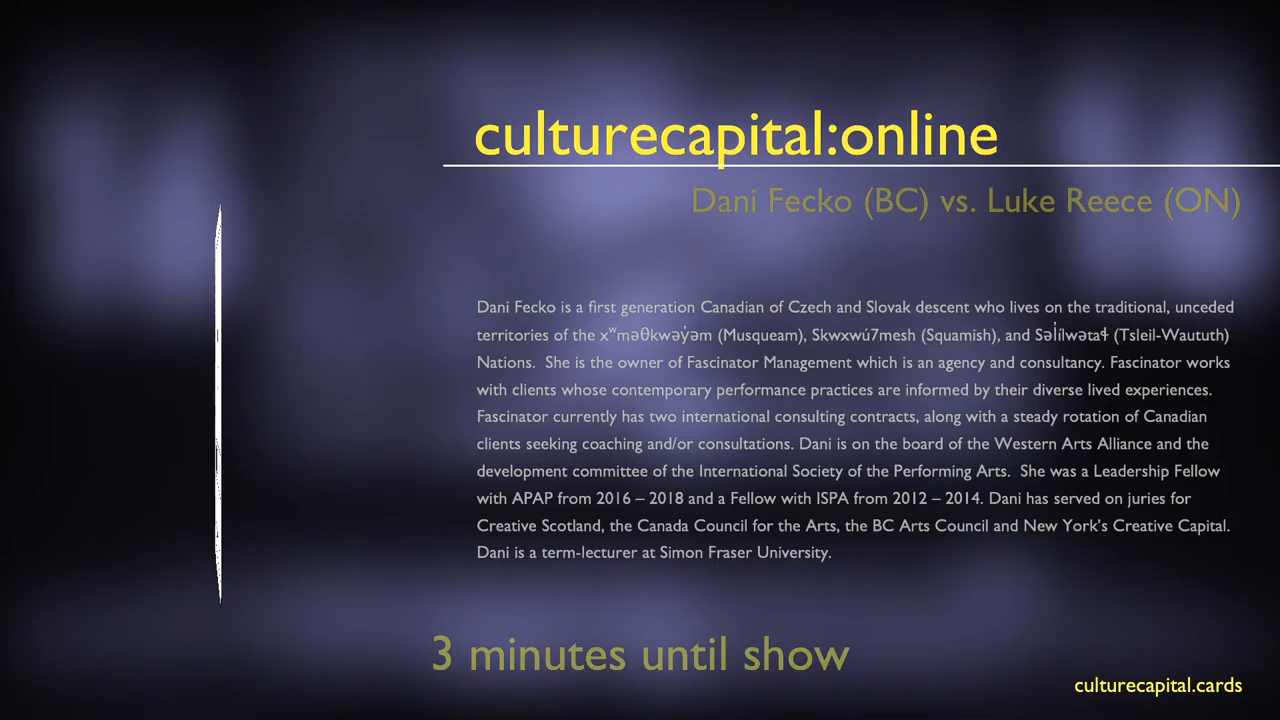 culturecapital:online
Dani Fecko (BC) vs. Luke Reece (ON)
Dani Fecko is a first generation Canadian of Czech and Slovak descent who lives on the traditional, unceded
territories of the xʷməθkwəy̓əm (Musqueam), Skwxwú7mesh (Squamish), and Səl̓ílwətaɬ (Tsleil-Waututh)
Nations.  She is the owner of Fascinator Management which is an agency and consultancy. Fascinator works
with clients whose contemporary performance practices are informed by their diverse lived experiences.
Fascinator currently has two international consulting contracts, along with a steady rotation of Canadian
clients seeking coaching and/or consultations. Dani is on the board of the Western Arts Alliance and the
development committee of the International Society of the Performing Arts.  She was a Leadership Fellow
with APAP from 2016 – 2018 and a Fellow with ISPA from 2012 – 2014. Dani has served on juries for
Creative Scotland, the Canada Council for the Arts, the BC Arts Council and New York’s Creative Capital.
Dani is a term-lecturer at Simon Fraser University.
3 minutes until show
culturecapital.cards